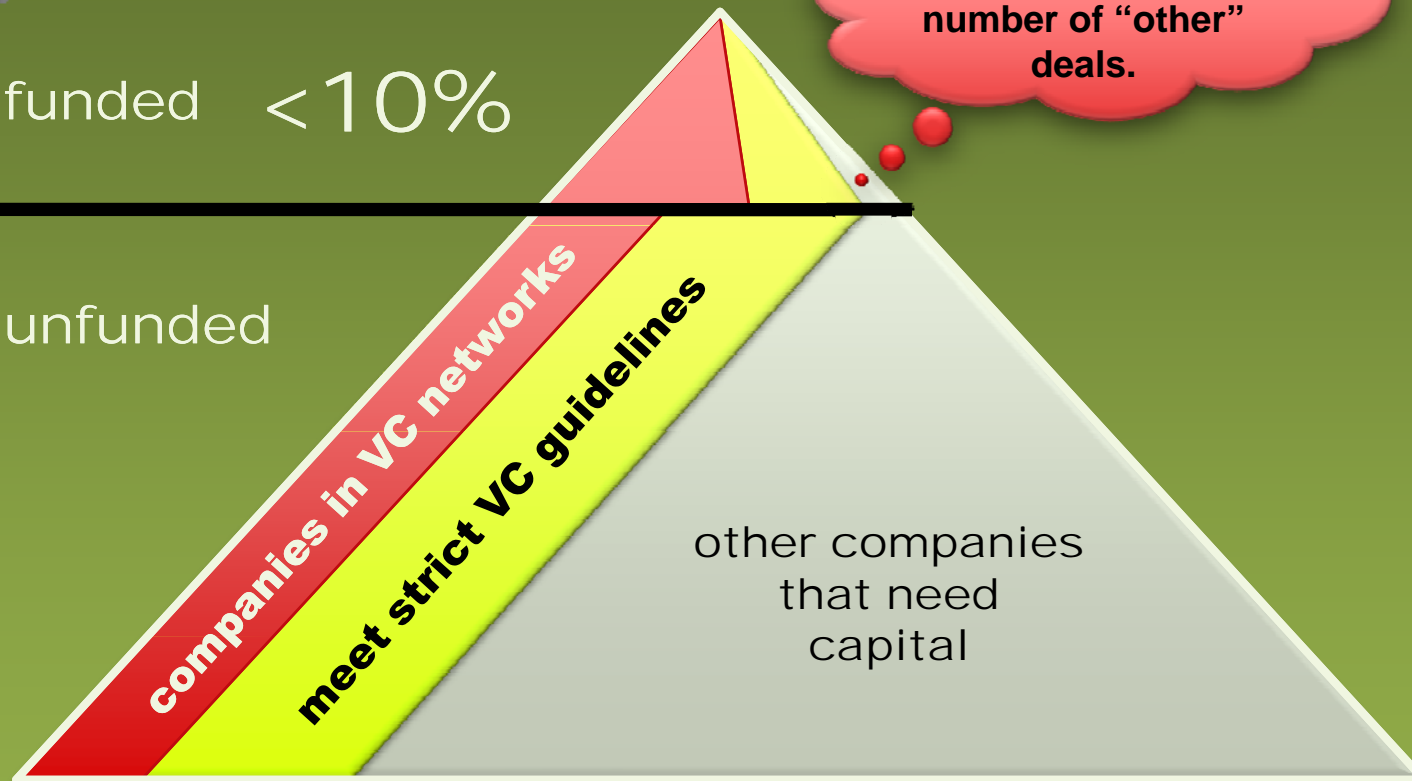 number of “other”
deals.
funded <10%
unfunded
companies in VC networks
meet strict VC guidelines
other companies
that need
capital